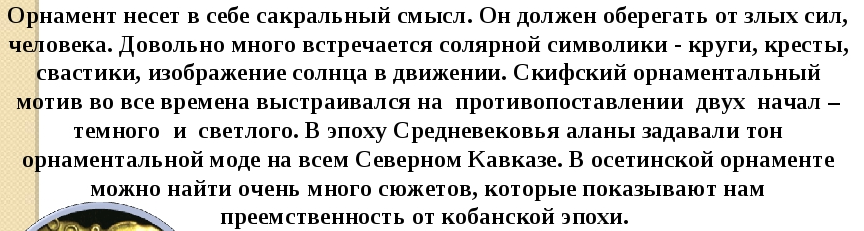 Орнамент несет в себе сакральный смысл. Он должен оберегать от злых сил,
человека. Довольно много встречается солярной символики - круги, кресты,
свастики, изображение солнца в движении. Скифский орнаментальный
мотив во все времена выстраивался на противопоставлении двух начал –
темного и светлого. В эпоху Средневековья аланы задавали тон
орнаментальной моде на всем Северном Кавказе. В осетинской орнаменте
можно найти очень много сюжетов, которые показывают нам
преемственность от кобанской эпохи.